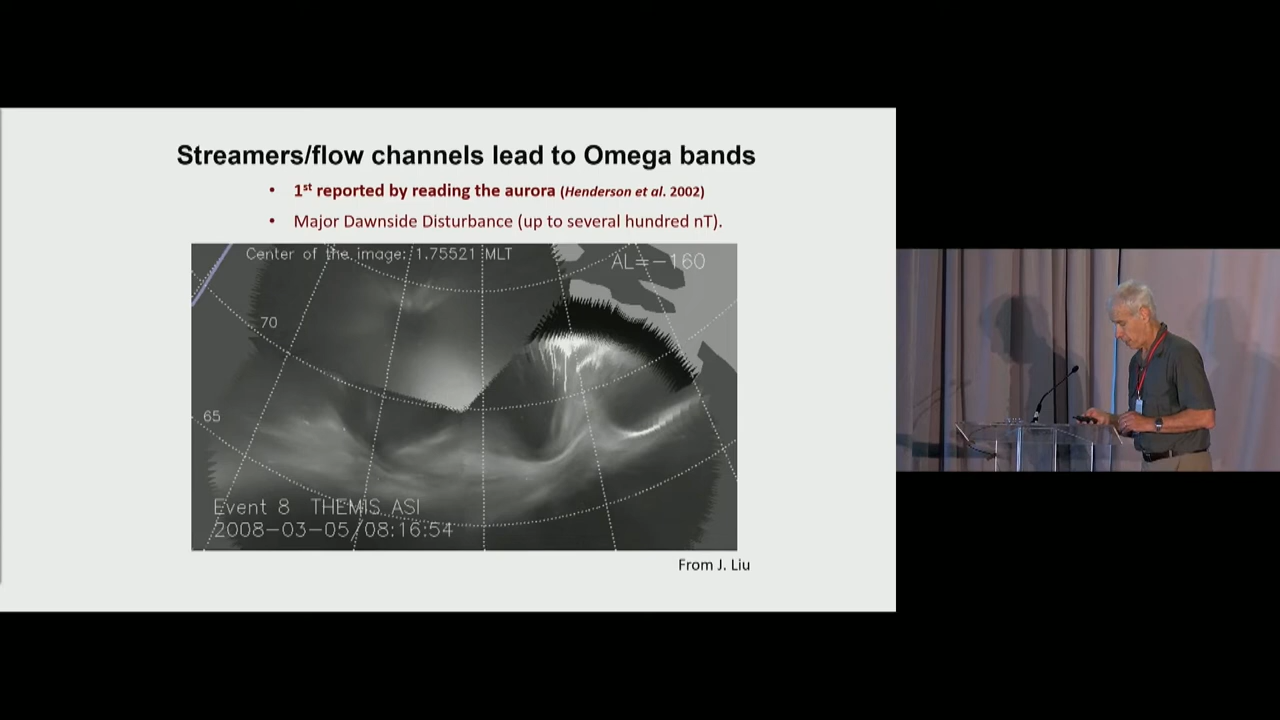 Streamers/flow channels lead to Omega bands
• 1st reported by reading the aurora (Henderson et al. 2002)
• Major Dawnside Disturbance (up to several hundred nT).
Center of the image: 1.75521 MLT
AL=-160
70
65
Event 8 THEMIS ASI
2008-03-05/08:16:54
From J. Liu